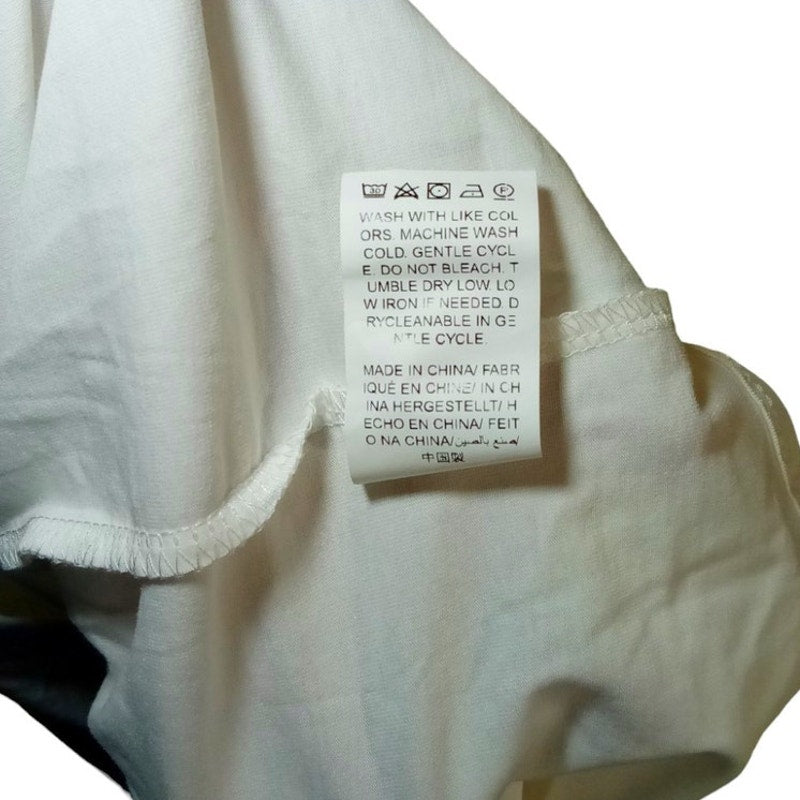 30 P
WASH WITH LIKE COL
ORS. MACHINE WASH
COLD. GENTLE CYCL
E. DO NOT BLEACH. T
UMBLE DRY LOW. LO
W IRON IF NEEDED. D
RYCLEANABLE IN GE
NTLE CYCLE.
MADE IN CHINA/ FABR
IQUÉ EN CHINE/ IN CH
INA HERGESTELLT/ H
ECHO EN CHINA/ FEIT
O NA CHINA/صنع بالصين/
中国製